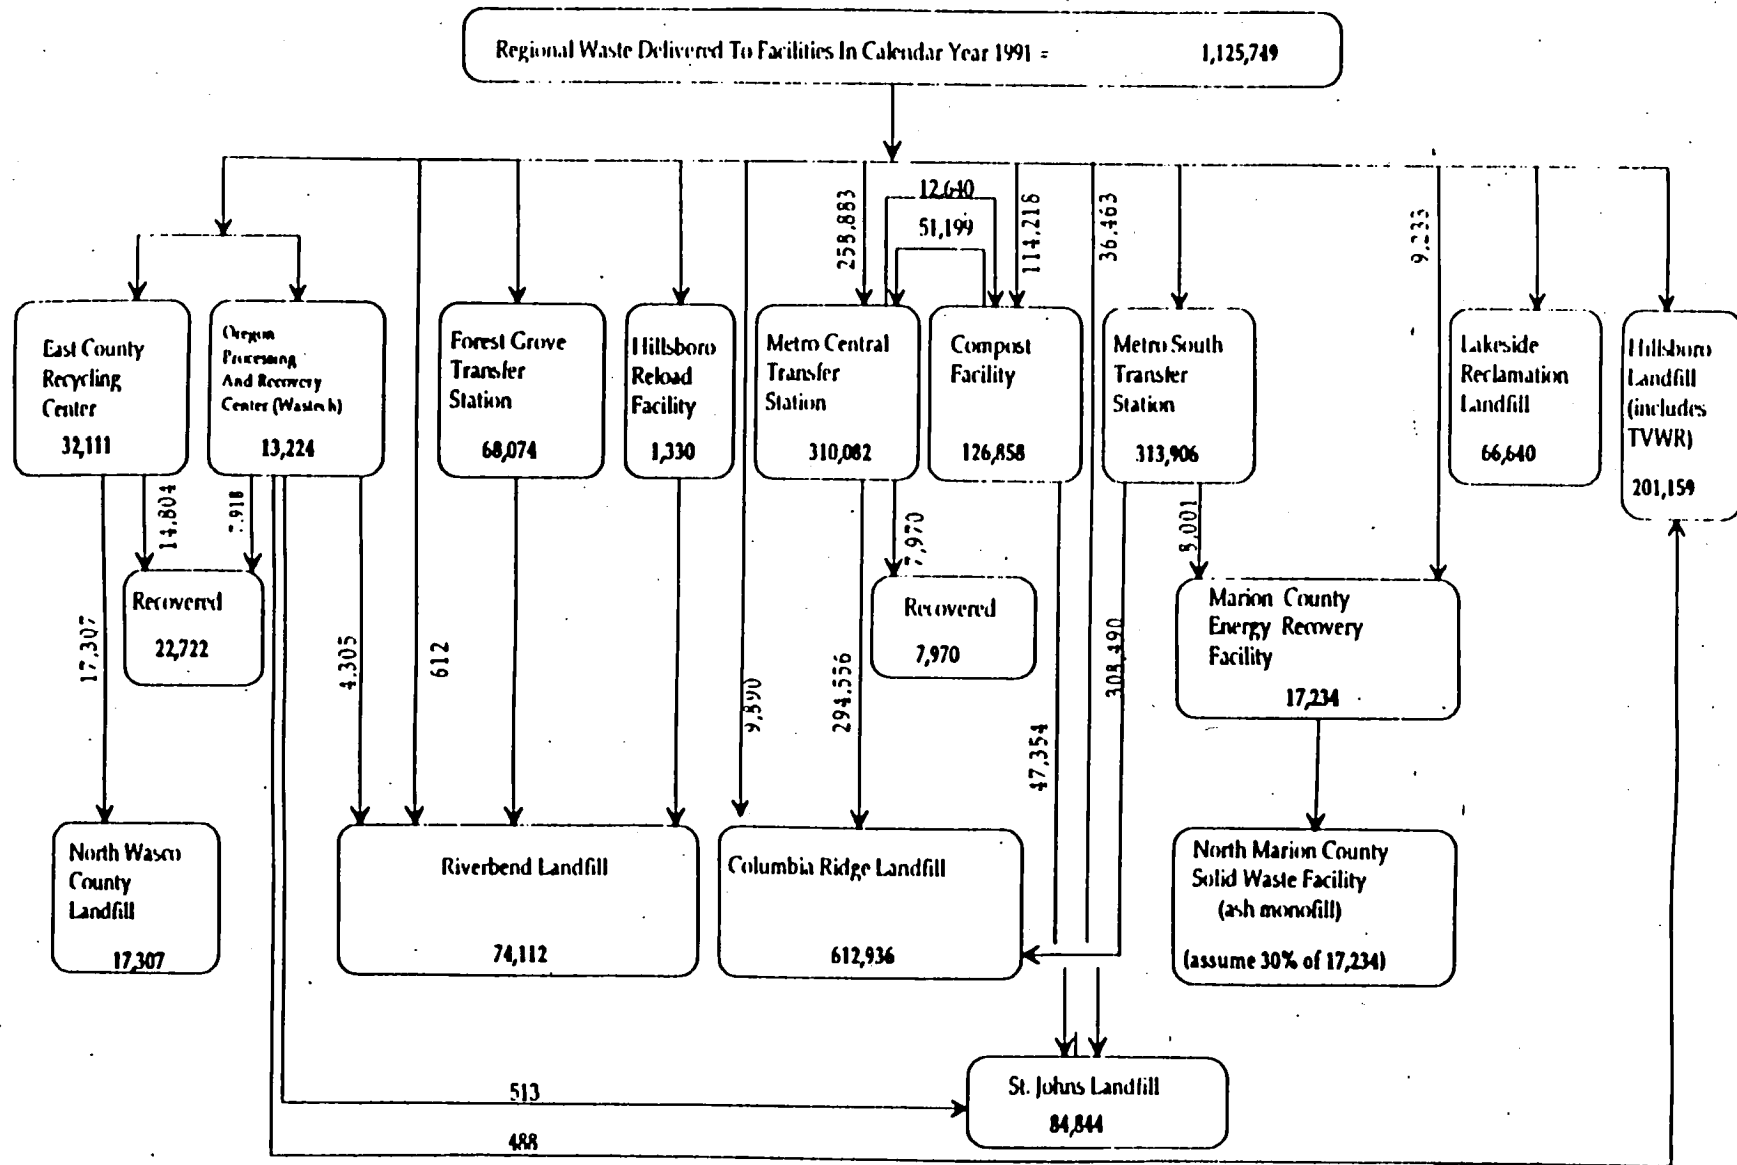 Regional Waste Delivered To Facilities In Calendar Year 1991 = 1,125,749
12,640
51,199
258,883
114,218
36,463
9,233
East County
Recycling
Center
32,111
Oregon
Processing
And Recovery
Center (Wastech)
13,224
Forest Grove
Transfer
Station
68,074
Hillsboro
Reload
Facility
1,330
Metro Central
Transfer
Station
310,082
Compost
Facility
126,858
Metro South
Transfer
Station
313,906
Lakeside
Reclamation
Landfill
66,640
Hillsboro
Landfill
(includes
TVWR)
201,159
14,804
7,918
7,970
8,001
17,307
Recovered
22,722
4,305
612
9,890
294,556
Recovered
7,970
47,354
308,490
Marion County
Energy Recovery
Facility
17,234
North Wasco
County
Landfill
17,307
Riverbend Landfill
74,112
Columbia Ridge Landfill
612,936
North Marion County
Solid Waste Facility
(ash monofill)
(assume 30% of 17,234)
513
St. Johns Landfill
84,844
488